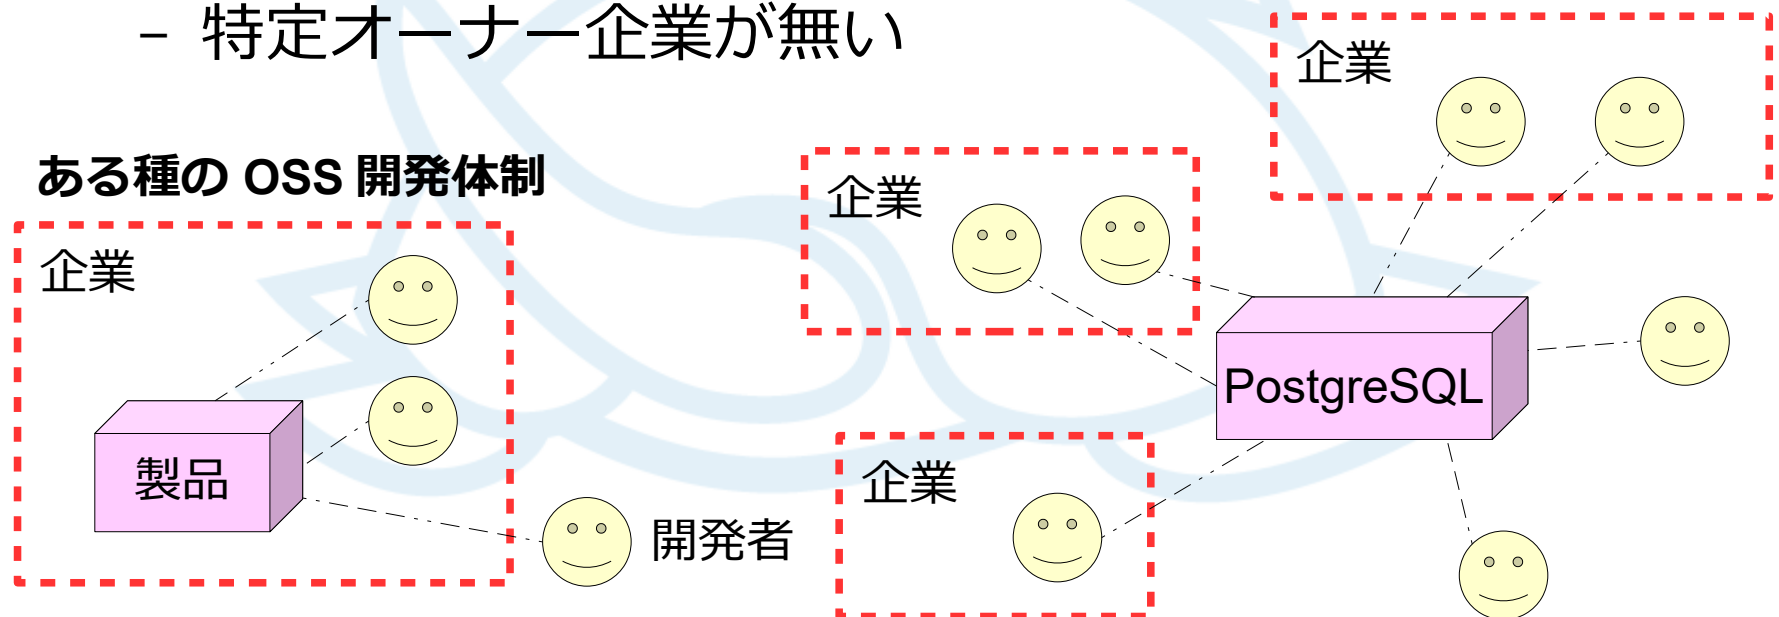 – 特定オーナー企業が無い
ある種の OSS 開発体制
企業
製品
開発者
企業
企業
PostgreSQL
企業